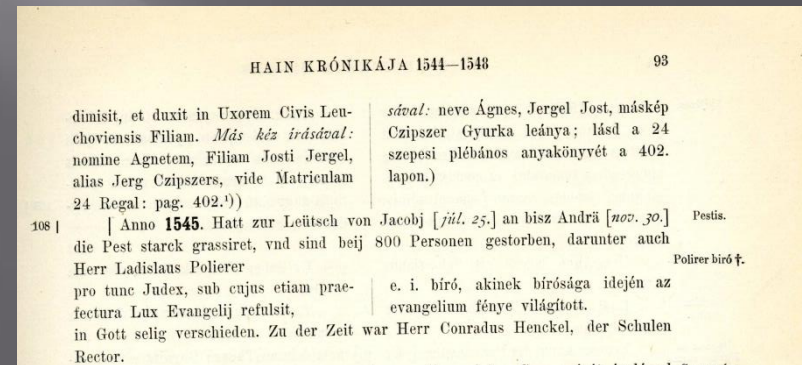 HAIN KRÓNIKÁJA 1544—1548
93
dimisit, et duxit in Uxorem Civis Leu-
choviensis Filiam. Más kéz írásával:
nomine Agnetem, Filiam Josti Jergel,
alias Jerg Czipszers, vide Matriculam
24 Regal: pag. 402.¹))
sával: neve Ágnes, Jergel Jost, máskép
Czipszer Gyurka leánya; lásd a 24
szepesi plébános anyakönyvét a 402.
lapon.)
108 | | Anno 1545. Hatt zur Leütsch von Jacobj [júl. 25.] an bisz Andrä [nov. 30.] Pestis.
die Pest starck grassiret, vnd sind beij 800 Personen gestorben, darunter auch
Herr Ladislaus Polierer
Polirer biró †.
pro tunc Judex, sub cujus etiam prae-
fectura Lux Evangelij refulsit,
e. i. bíró, akinek bírósága idején az
evangelium fénye világított.
in Gott selig verschieden. Zu der Zeit war Herr Conradus Henckel, der Schulen
Rector.